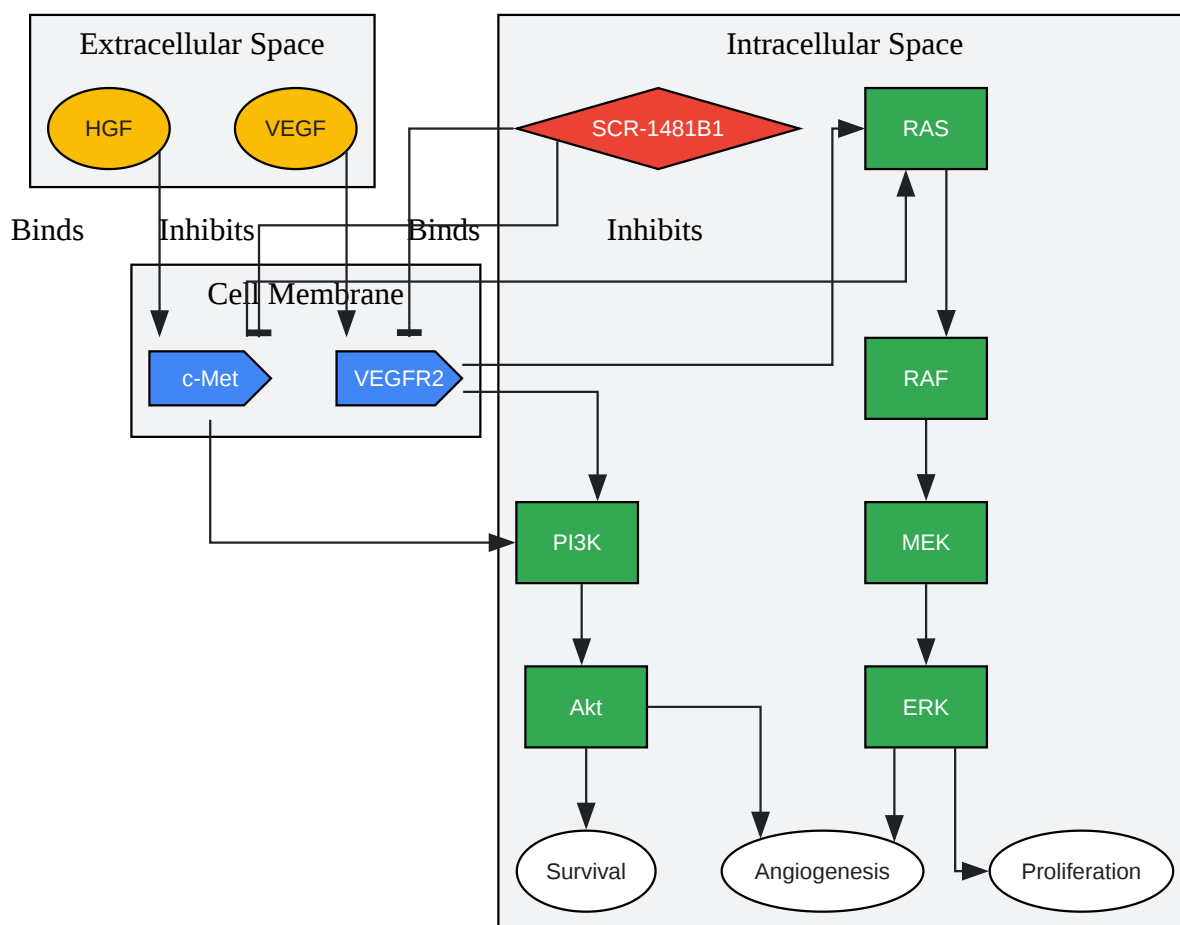 Extracellular Space
Intracellular Space
HGF
VEGF
SCR-1481B1
RAS
Binds
Inhibits
Binds
Inhibits
Cell Membrane
c-Met
VEGFR2
RAF
PI3K
MEK
Akt
ERK
Survival
Angiogenesis
Proliferation